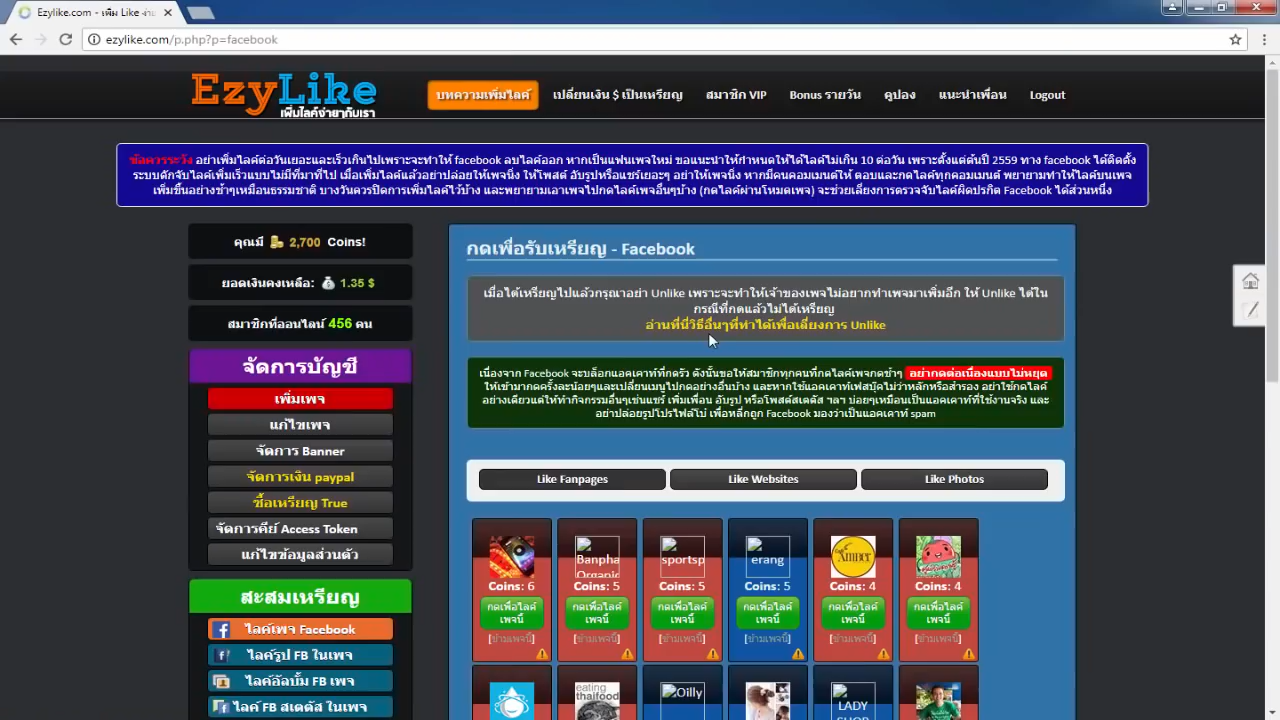 Ezylike.com - เพิ่ม Like
ezylike.com/p.php?p=facebook
EzyLike
เพิ่มไลค์ง่ายๆกับเรา
บทความเพิ่มไลค์
เปลี่ยนเงิน $ เป็นเหรียญ
สมาชิก VIP
Bonus รายวัน
คูปอง
แนะนำเพื่อน
Logout
ข้อควรระวัง อย่าเพิ่มไลค์ต่อวันเยอะและเร็วเกินไปเพราะจะทำให้ facebook ลบไลค์ออก หากเป็นแฟนเพจใหม่ ขอแนะนำให้กำหนดให้ได้ไลค์ไม่เกิน 10 ต่อวัน เพราะตั้งแต่ต้นปี 2559 ทาง facebook ได้ติดตั้ง
ระบบดักจับไลค์เพิ่มเร็วแบบไม่มีที่มาที่ไป เมื่อเพิ่มไลค์แล้วอย่าปล่อยให้เพจนิ่ง ให้โพสต์ อัปรูปหรือแชร์เยอะๆ อย่าให้เพจนิ่ง หากมีคนคอมเมนต์ให้ ตอบและกดไลค์ทุกคอมเมนต์ พยายามทำให้ไลค์บนเพจ
เพิ่มขึ้นอย่างช้าๆเหมือนธรรมชาติ บางวันควรปิดการเพิ่มไลค์ไว้บ้าง และพยายามเอาเพจไปกดไลค์เพจอื่นๆบ้าง (กดไลค์ผ่านโหมดเพจ) จะช่วยเลี่ยงการตรวจจับไลค์ผิดปรกติ Facebook ได้ส่วนหนึ่ง
คุณมี 2,700 Coins!
ยอดเงินคงเหลือ: 1.35 $
สมาชิกที่ออนไลน์ 456 คน
จัดการบัญชี
เพิ่มเพจ
แก้ไขเพจ
จัดการ Banner
จัดการเงิน paypal
ซื้อเหรียญ True
จัดการคีย์ Access Token
แก้ไขข้อมูลส่วนตัว
สะสมเหรียญ
ไลค์เพจ Facebook
ไลค์รูป FB ในเพจ
ไลค์อัลบั้ม FB เพจ
ไลค์ FB สเตตัส ในเพจ
กดเพื่อรับเหรียญ - Facebook
เมื่อได้เหรียญไปแล้วกรุณาอย่า Unlike เพราะจะทำให้เจ้าของเพจไม่อยากทำเพจมาเพิ่มอีก ให้ Unlike ได้ใน
กรณีที่กดแล้วไม่ได้เหรียญ
อ่านที่นี่วิธีอื่นๆที่ทำได้เพื่อเลี่ยงการ Unlike
เนื่องจาก Facebook จะบล็อกแอคเคาท์ที่กดรัว ดังนั้นขอให้สมาชิกทุกคนที่กดไลค์เพจกดช้าๆ อย่ากดต่อเนื่องแบบไม่หยุด
ให้เข้ามากดครั้งละน้อยๆและเปลี่ยนเมนูไปกดอย่างอื่นบ้าง และหากใช้แอคเคาท์เฟสบุ๊คไม่ว่าหลักหรือสำรอง อย่าใช้กดไลค์
อย่างเดียวแต่ให้ทำกิจกรรมอื่นๆเช่นแชร์ เพิ่มเพื่อน อับรูป หรือโพสต์สเตตัส ฯลฯ บ่อยๆเหมือนเป็นแอคเคาท์ที่ใช้งานจริง และ
อย่าปล่อยรูปโปรไฟล์โบ๋ เพื่อหลีกถูก Facebook มองว่าเป็นแอคเคาท์ spam
Like Fanpages
Like Websites
Like Photos
Banpha
Organic
sportsp
erang
AMBER
Coins: 6
Coins: 5
Coins: 5
Coins: 5
Coins: 4
Coins: 4
กดเพื่อไลค์
เพจนี้
กดเพื่อไลค์
เพจนี้
กดเพื่อไลค์
เพจนี้
กดเพื่อไลค์
เพจนี้
กดเพื่อไลค์
เพจนี้
กดเพื่อไลค์
เพจนี้
[ข้ามเพจนี้]
[ข้ามเพจนี้]
[ข้ามเพจนี้]
[ข้ามเพจนี้]
[ข้ามเพจนี้]
[ข้ามเพจนี้]
eating
thaifood
Oilly
LADY
SHOP